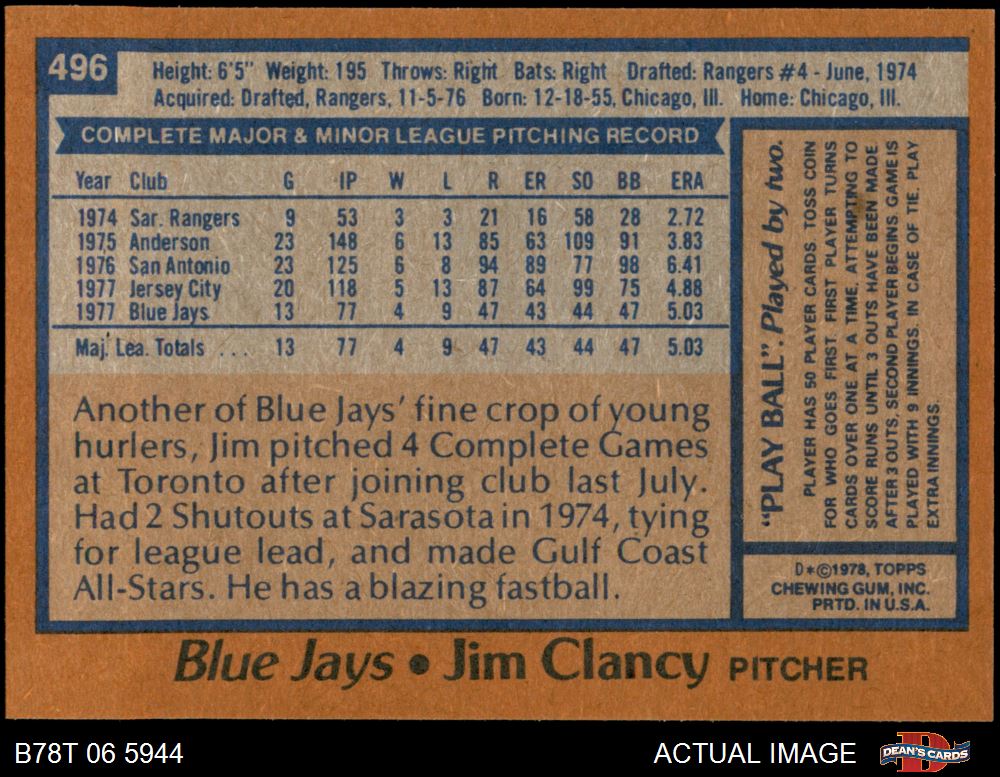 496
Height: 6'5" Weight: 195 Throws: Right Bats: Right Drafted: Rangers #4 - June, 1974
Acquired: Drafted, Rangers, 11-5-76 Born: 12-18-55, Chicago, Ill. Home: Chicago, Ill.
COMPLETE MAJOR & MINOR LEAGUE PITCHING RECORD
Year Club G IP W L R ER SO BB ERA
1974 Sar. Rangers 9 53 3 3 21 16 58 28 2.72
1975 Anderson 23 148 6 13 85 63 109 91 3.83
1976 San Antonio 23 125 6 8 94 89 77 98 6.41
1977 Jersey City 20 118 5 13 87 64 99 75 4.88
1977 Blue Jays 13 77 4 9 47 43 44 47 5.03
Maj. Lea. Totals ... 13 77 4 9 47 43 44 47 5.03
Another of Blue Jays' fine crop of young
hurlers, Jim pitched 4 Complete Games
at Toronto after joining club last July.
Had 2 Shutouts at Sarasota in 1974, tying
for league lead, and made Gulf Coast
All-Stars. He has a blazing fastball.
"PLAY BALL". Played by two.
PLAYER HAS 50 PLAYER CARDS. TOSS COIN
FOR WHO GOES FIRST. FIRST PLAYER TURNS
CARDS OVER ONE AT A TIME, ATTEMPTING TO
SCORE RUNS UNTIL 3 OUTS HAVE BEEN MADE.
AFTER 3 OUTS, SECOND PLAYER BEGINS. GAME IS
PLAYED WITH 9 INNINGS. IN CASE OF TIE, PLAY
EXTRA INNINGS.
D*©1978, TOPPS
CHEWING GUM, INC.
PRTD. IN U.S.A.
Blue Jays • Jim Clancy PITCHER
B78T 06 5944
ACTUAL IMAGE
D
DEAN'S CARDS